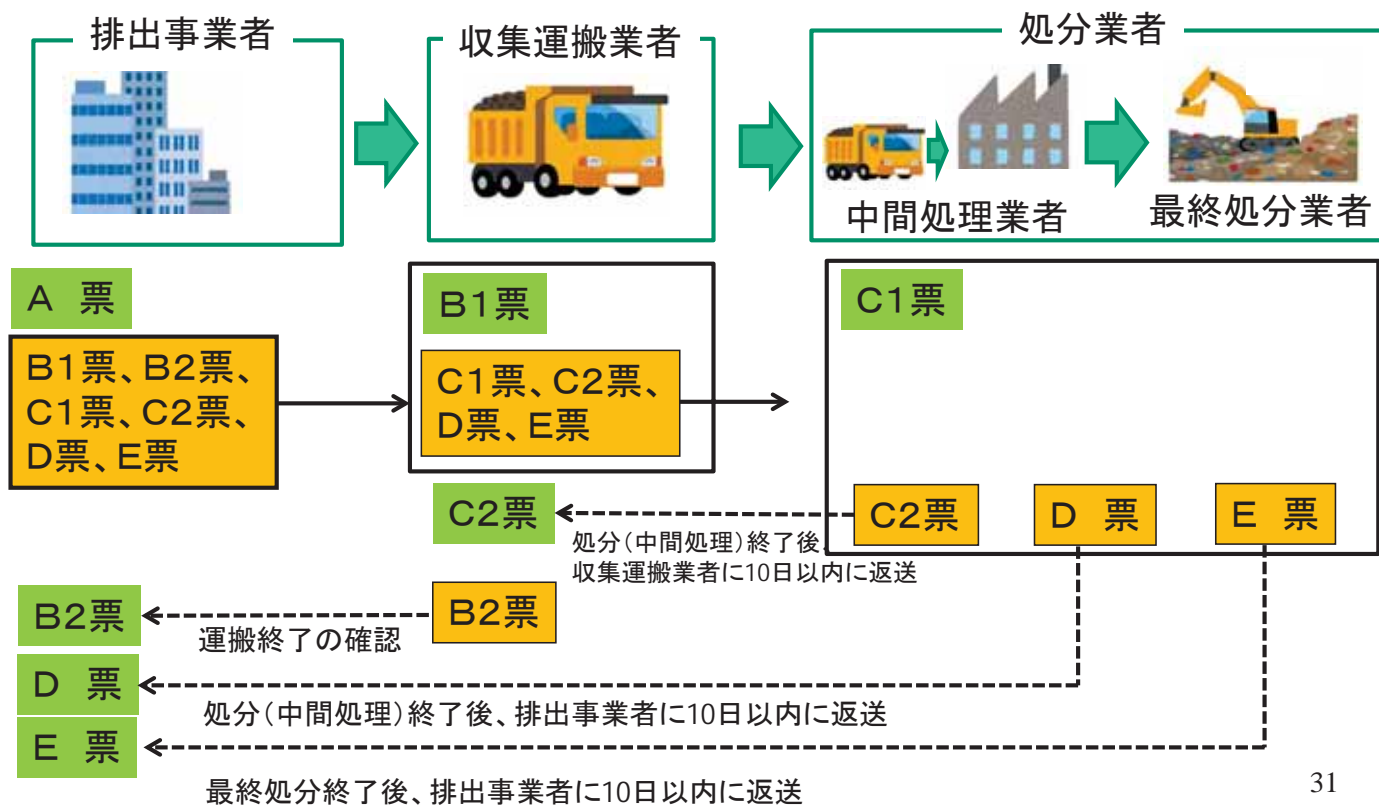 排出事業者
収集運搬業者
処分業者
中間処理業者
最終処分業者
A 票
B1票、B2票、
C1票、C2票、
D票、E票
B1票
C1票、C2票、
D票、E票
C1票
C2票
D 票
E 票
C2票
処分(中間処理)終了後、
収集運搬業者に10日以内に返送
B2票
B2票
運搬終了の確認
D 票
処分(中間処理)終了後、排出事業者に10日以内に返送
E 票
最終処分終了後、排出事業者に10日以内に返送
31